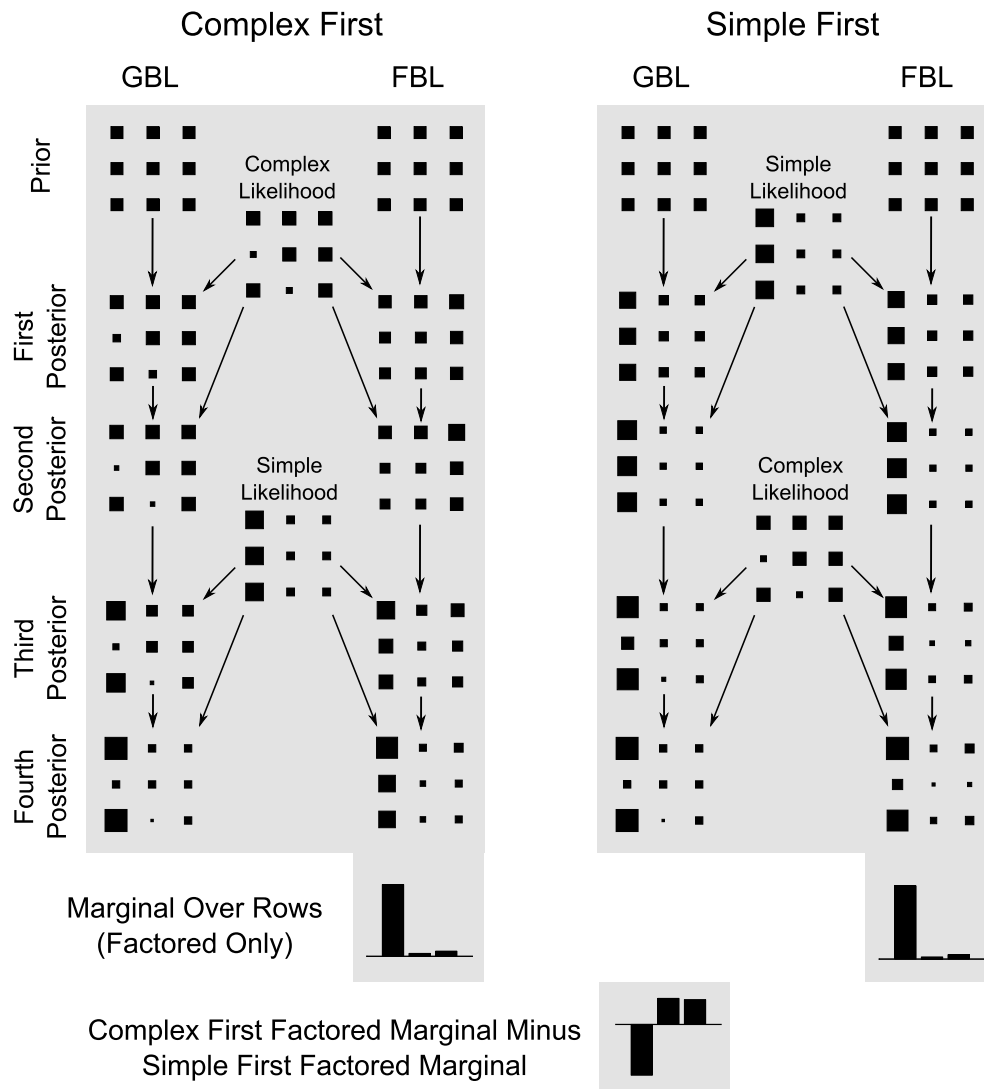 Complex First
Simple First
GBL
FBL
GBL
FBL
Prior
Complex
Likelihood
Simple
Likelihood
First
Posterior
Second
Posterior
Simple
Likelihood
Complex
Likelihood
Third
Posterior
Fourth
Posterior
Marginal Over Rows
(Factored Only)
Complex First Factored Marginal Minus
Simple First Factored Marginal